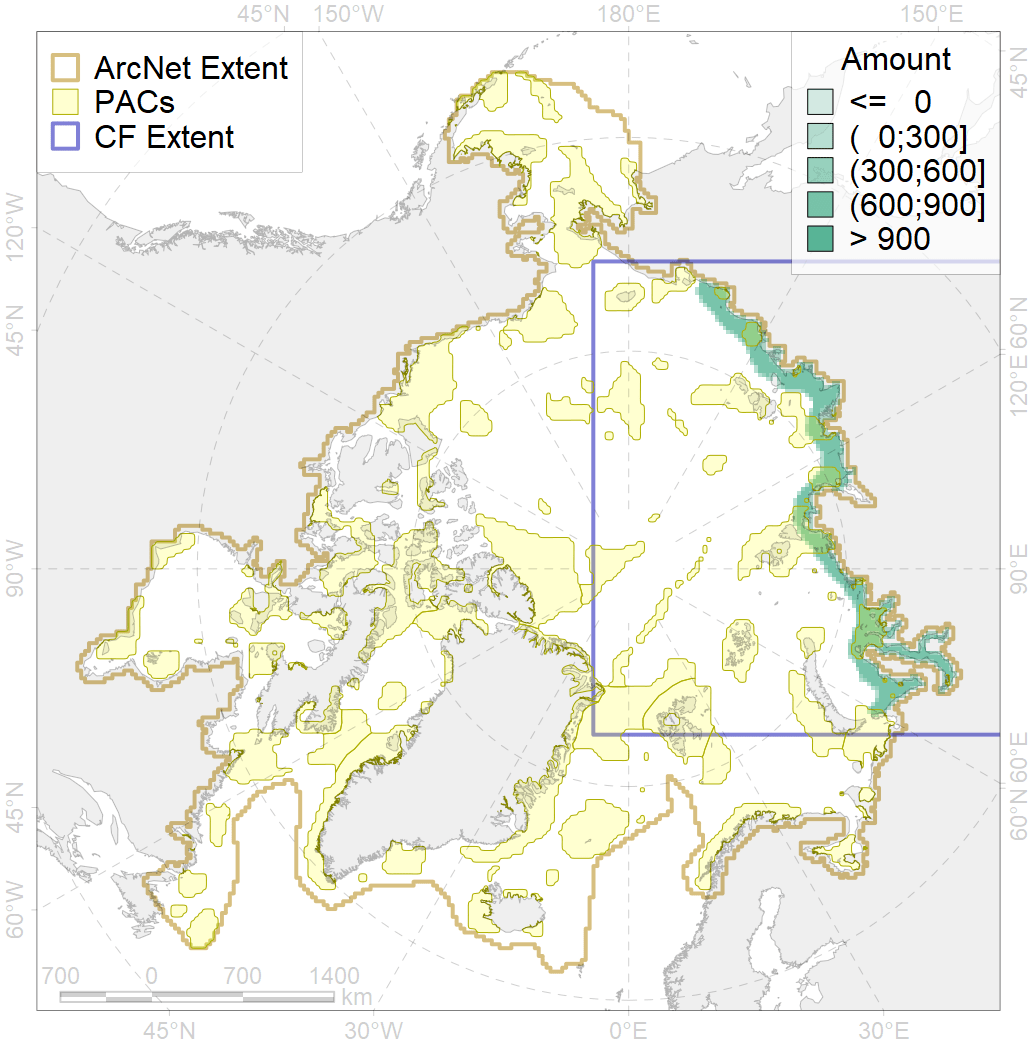 45°N 150°W 180°E 150°E
ArcNet Extent
PACs
CF Extent
Amount
<= 0
( 0;300]
(300;600]
(600;900]
> 900
45°N
120°W
45°N
90°W
45°N
60°W
60°N
120°E
90°E
60°E
60°N
700 0 700 1400
km
45°N 30°W 0°E 30°E